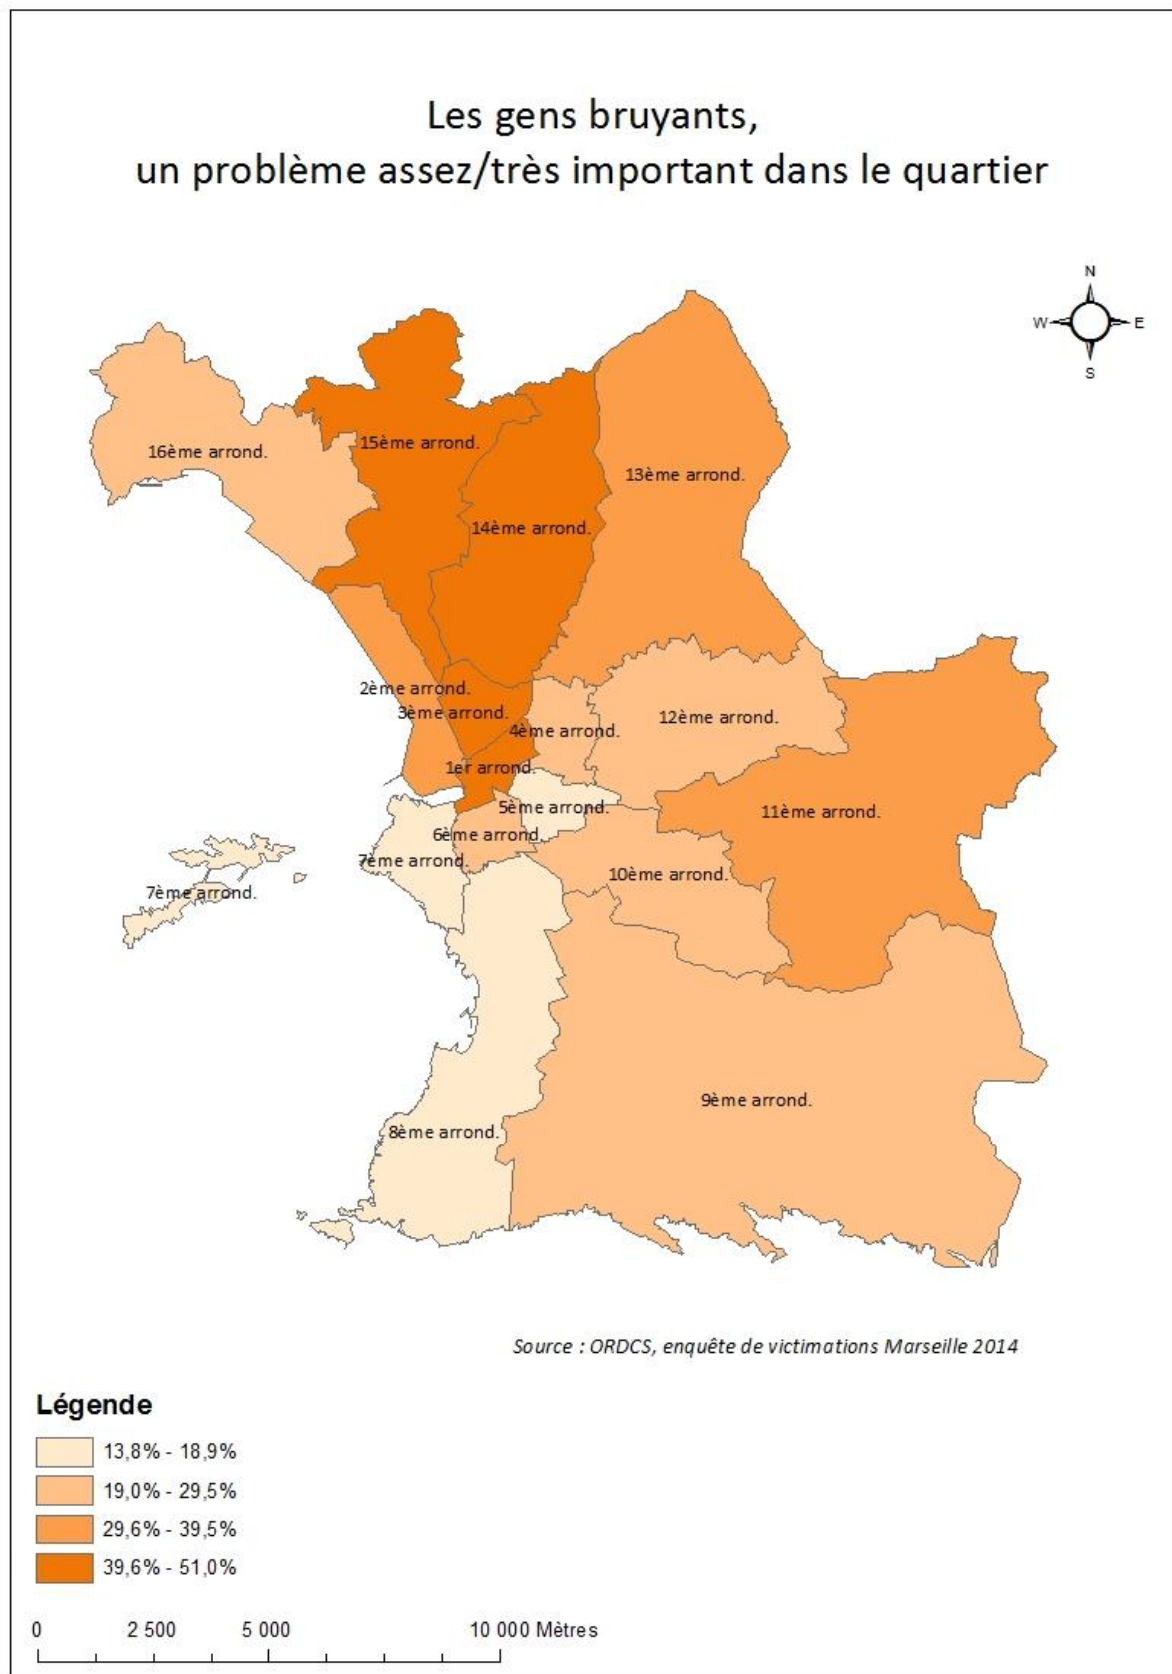 Les gens bruyants,
un problème assez/très important dans le quartier
N
W
E
S
16ème arrond.
15ème arrond.
13ème arrond.
14ème arrond.
2ème arrond.
3ème arrond.
4ème arrond.
12ème arrond.
1er arrond.
5ème arrond.
11ème arrond.
6ème arrond.
7ème arrond.
10ème arrond.
7ème arrond.
9ème arrond.
8ème arrond.
Source : ORDCS, enquête de victimations Marseille 2014
Légende
13,8% - 18,9%
19,0% - 29,5%
29,6% - 39,5%
39,6% - 51,0%
0 2 500 5 000 10 000 Mètres